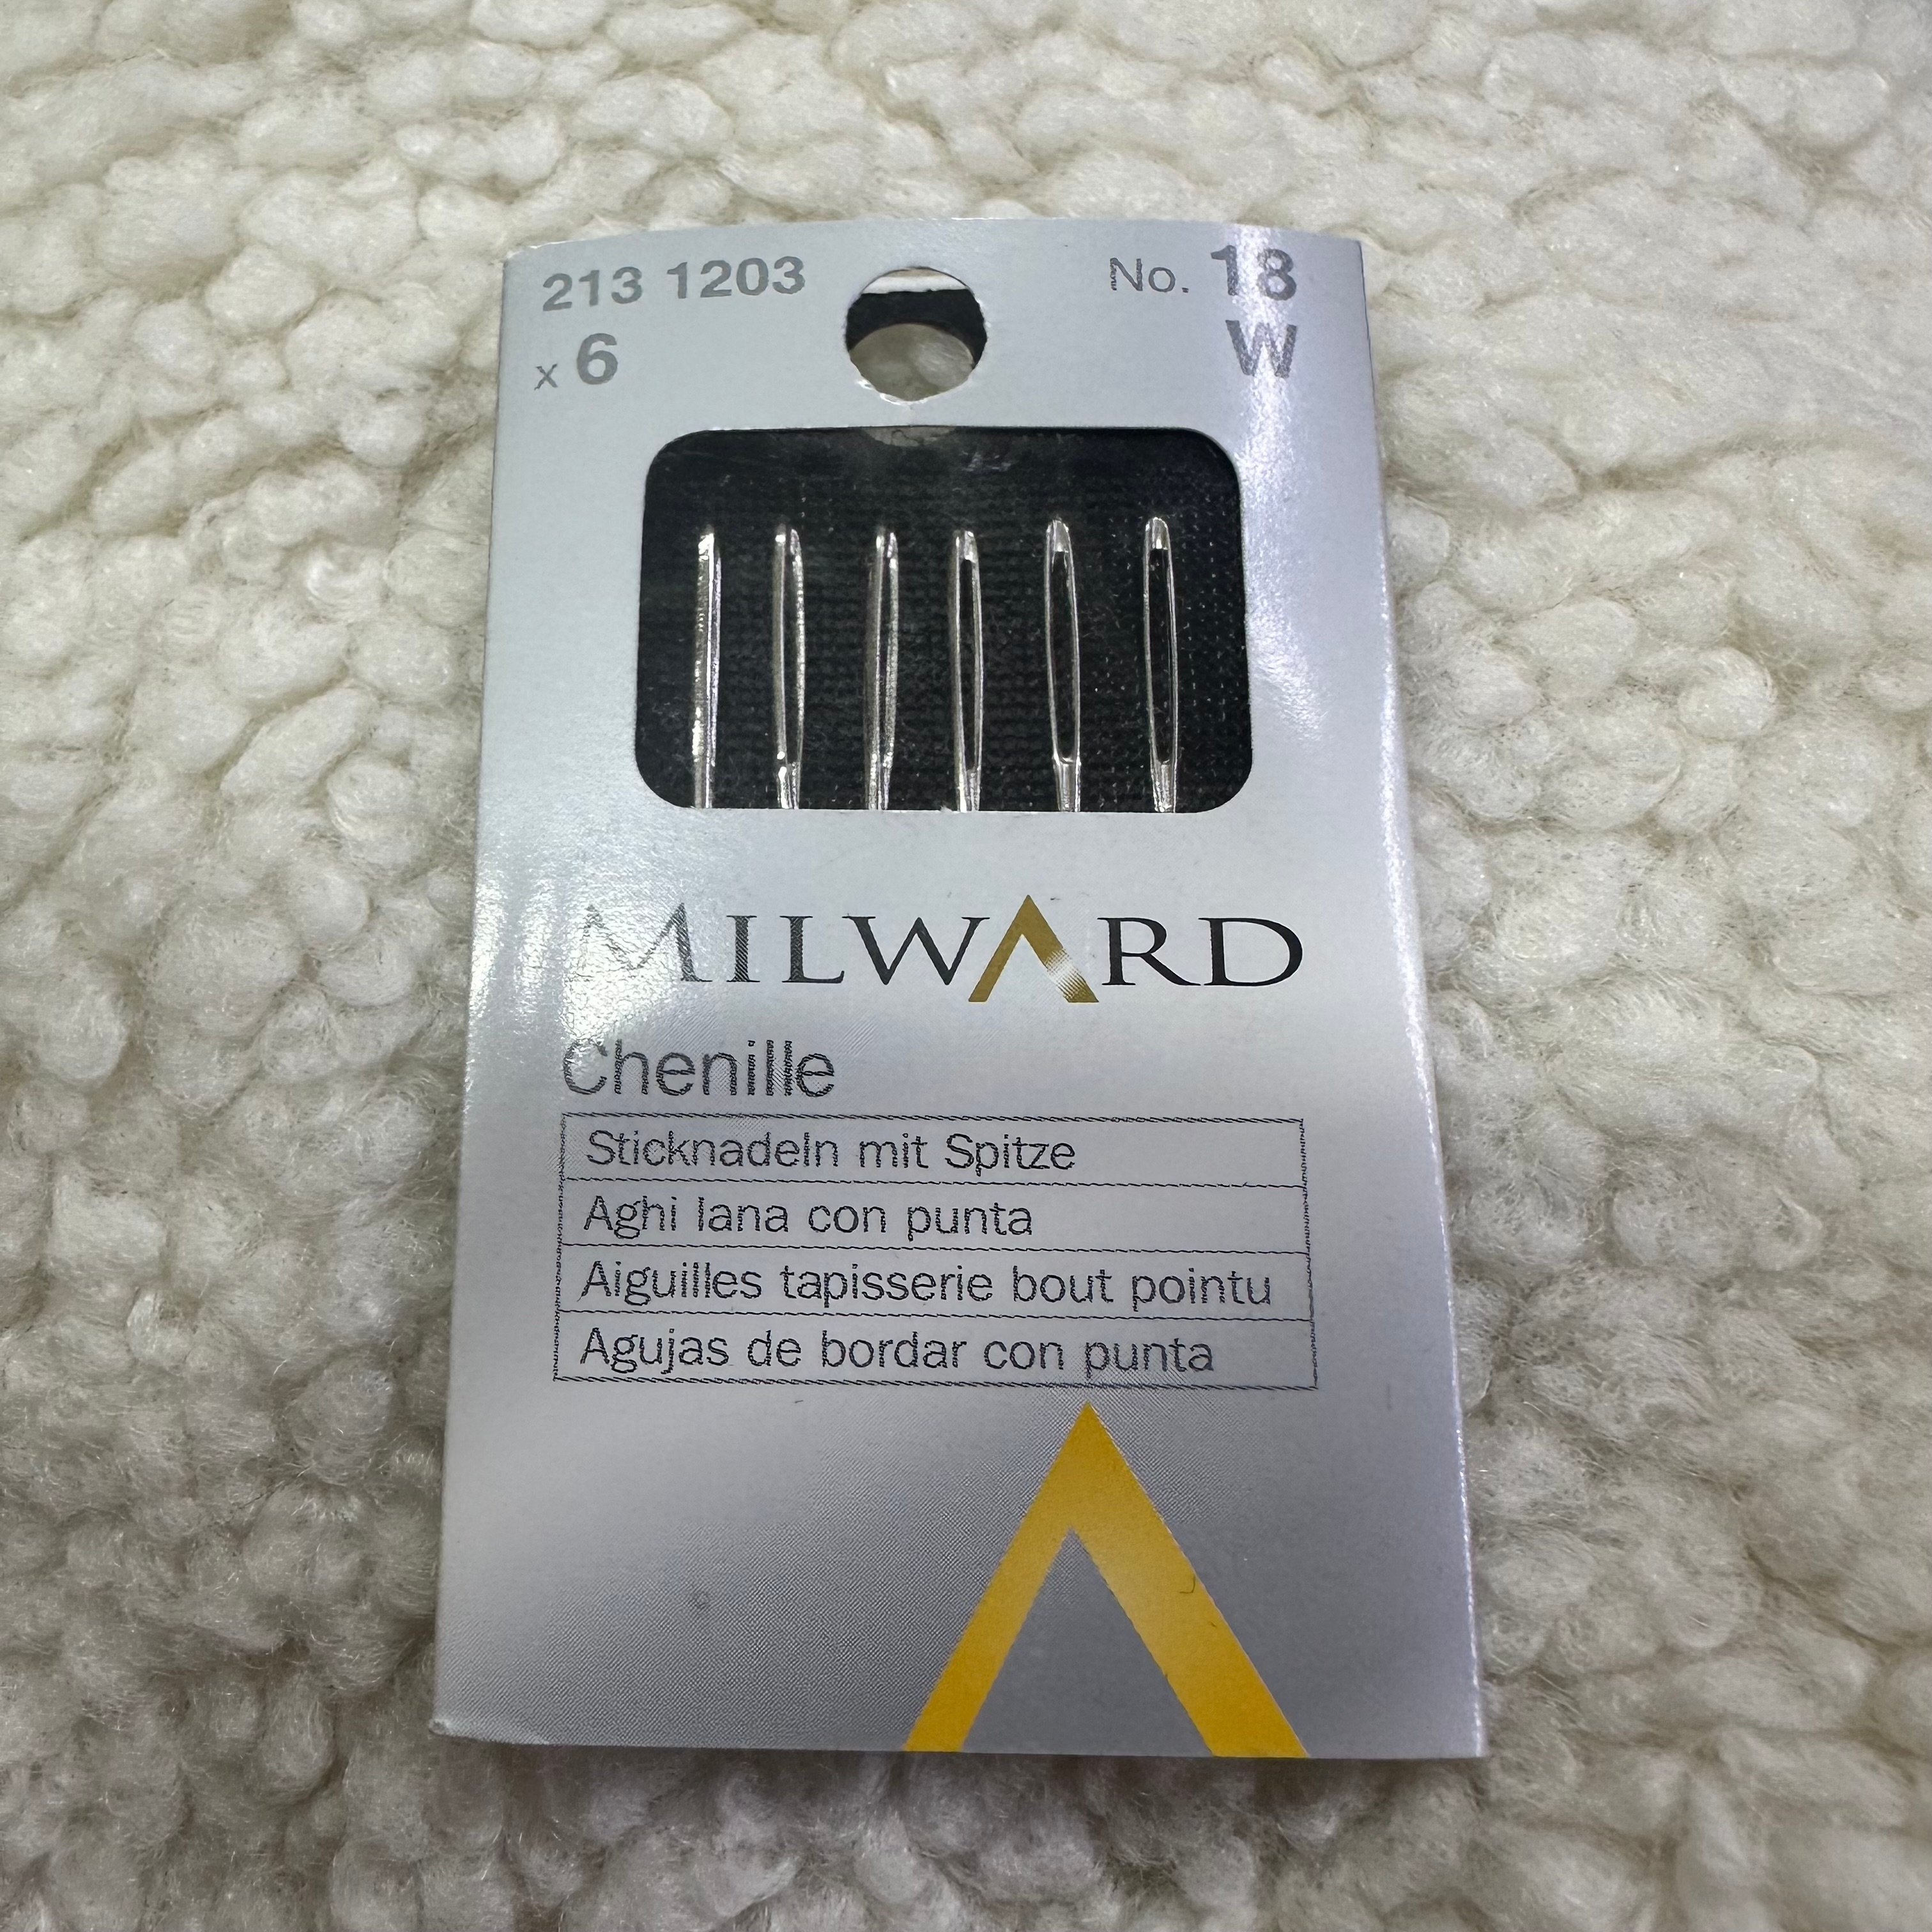 213 1203
x 6
No. 18
W
MILWARD
Chenille
Sticknadeln mit Spitze
Aghi lana con punta
Aiguilles tapisserie bout pointu
Agujas de bordar con punta